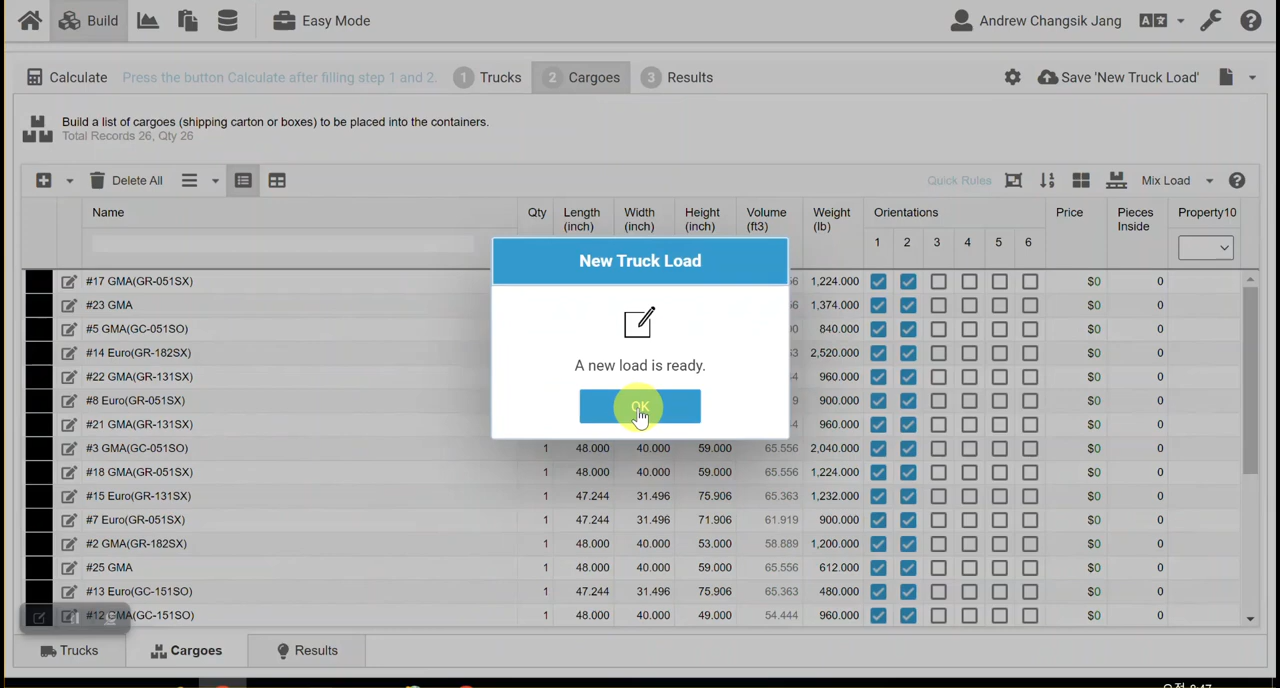 Build
Easy Mode
Andrew Changsik Jang
Calculate Press the button Calculate after filling step 1 and 2. 1 Trucks 2 Cargoes 3 Results
Save 'New Truck Load'
Build a list of cargoes (shipping carton or boxes) to be placed into the containers.
Total Records 26, Qty 26
Delete All
Quick Rules
Mix Load
Name Qty Length (inch) Width (inch) Height (inch) Volume (ft3) Weight (lb) Orientations Price Pieces Inside Property10
1 2 3 4 5 6
New Truck Load
A new load is ready.
OK
#17 GMA(GR-051SX) 1,224.000 $0 0
#23 GMA 1,374.000 $0 0
#5 GMA(GC-051SO) 840.000 $0 0
#14 Euro(GR-182SX) 2,520.000 $0 0
#22 GMA(GR-131SX) 960.000 $0 0
#8 Euro(GR-051SX) 900.000 $0 0
#21 GMA(GR-131SX) 960.000 $0 0
#3 GMA(GC-051SO) 1 48.000 40.000 59.000 65.556 2,040.000 $0 0
#18 GMA(GR-051SX) 1 48.000 40.000 59.000 65.556 1,224.000 $0 0
#15 Euro(GR-131SX) 1 47.244 31.496 75.906 65.363 1,232.000 $0 0
#7 Euro(GR-051SX) 1 47.244 31.496 71.906 61.919 900.000 $0 0
#2 GMA(GR-182SX) 1 48.000 40.000 53.000 58.889 1,200.000 $0 0
#25 GMA 1 48.000 40.000 59.000 65.556 612.000 $0 0
#13 Euro(GC-151SO) 1 47.244 31.496 75.906 65.363 480.000 $0 0
#12 GMA(GC-151SO) 1 48.000 40.000 49.000 54.444 960.000 $0 0
Trucks Cargoes Results